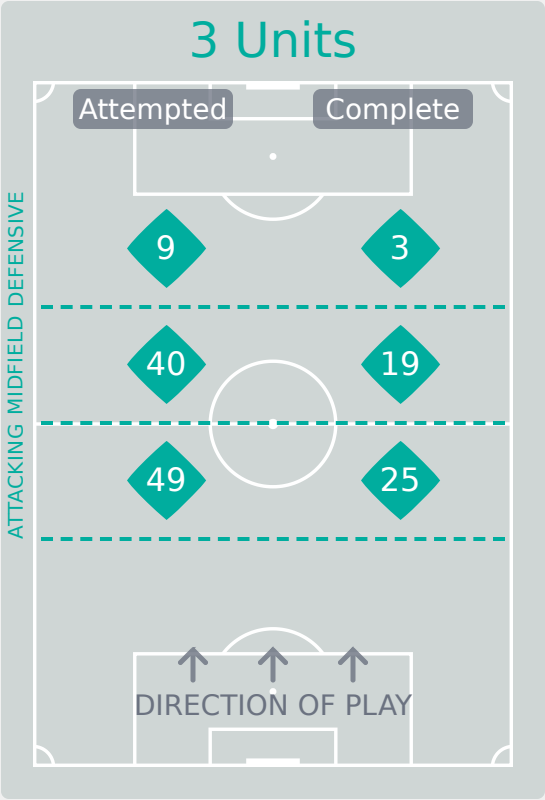 3 Units
Attempted
Complete
9
3
40
19
49
25
ATTACKING MIDFIELD DEFENSIVE
DIRECTION OF PLAY